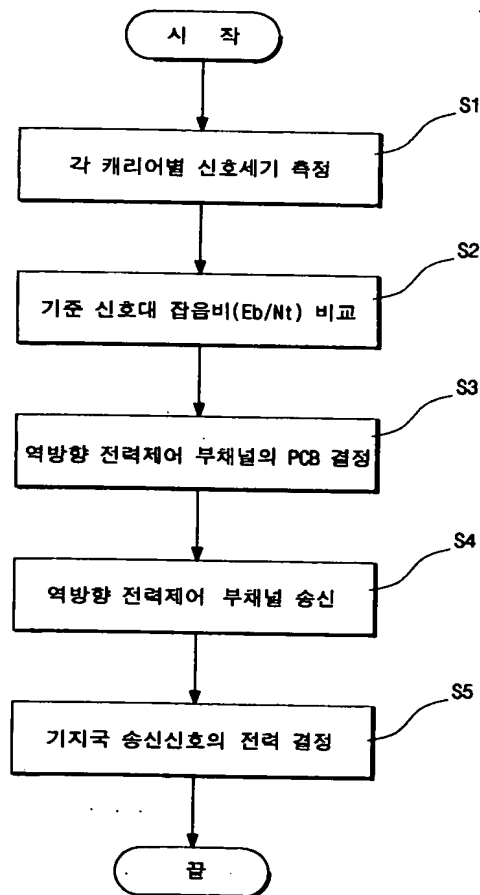 시 작
S1
각 캐리어별 신호세기 측정
S2
기준 신호대 잡음비(Eb/Nt) 비교
S3
역방향 전력제어 부채널의 PCB 결정
S4
역방향 전력제어 부채널 송신
S5
기지국 송신신호의 전력 결정
끝